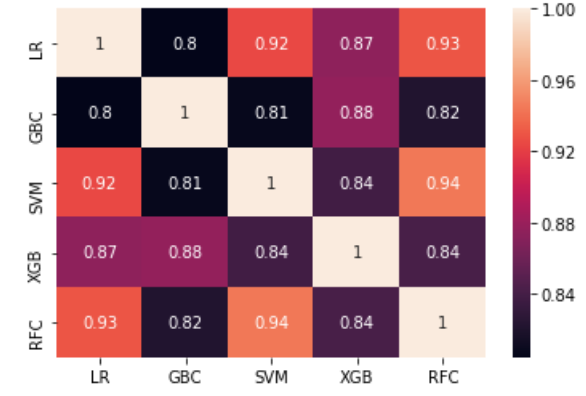 LR 1 0.8 0.92 0.87 0.93
GBC 0.8 1 0.81 0.88 0.82
SVM 0.92 0.81 1 0.84 0.94
XGB 0.87 0.88 0.84 1 0.84
RFC 0.93 0.82 0.94 0.84 1
LR GBC SVM XGB RFC
1.00
0.96
0.92
0.88
0.84